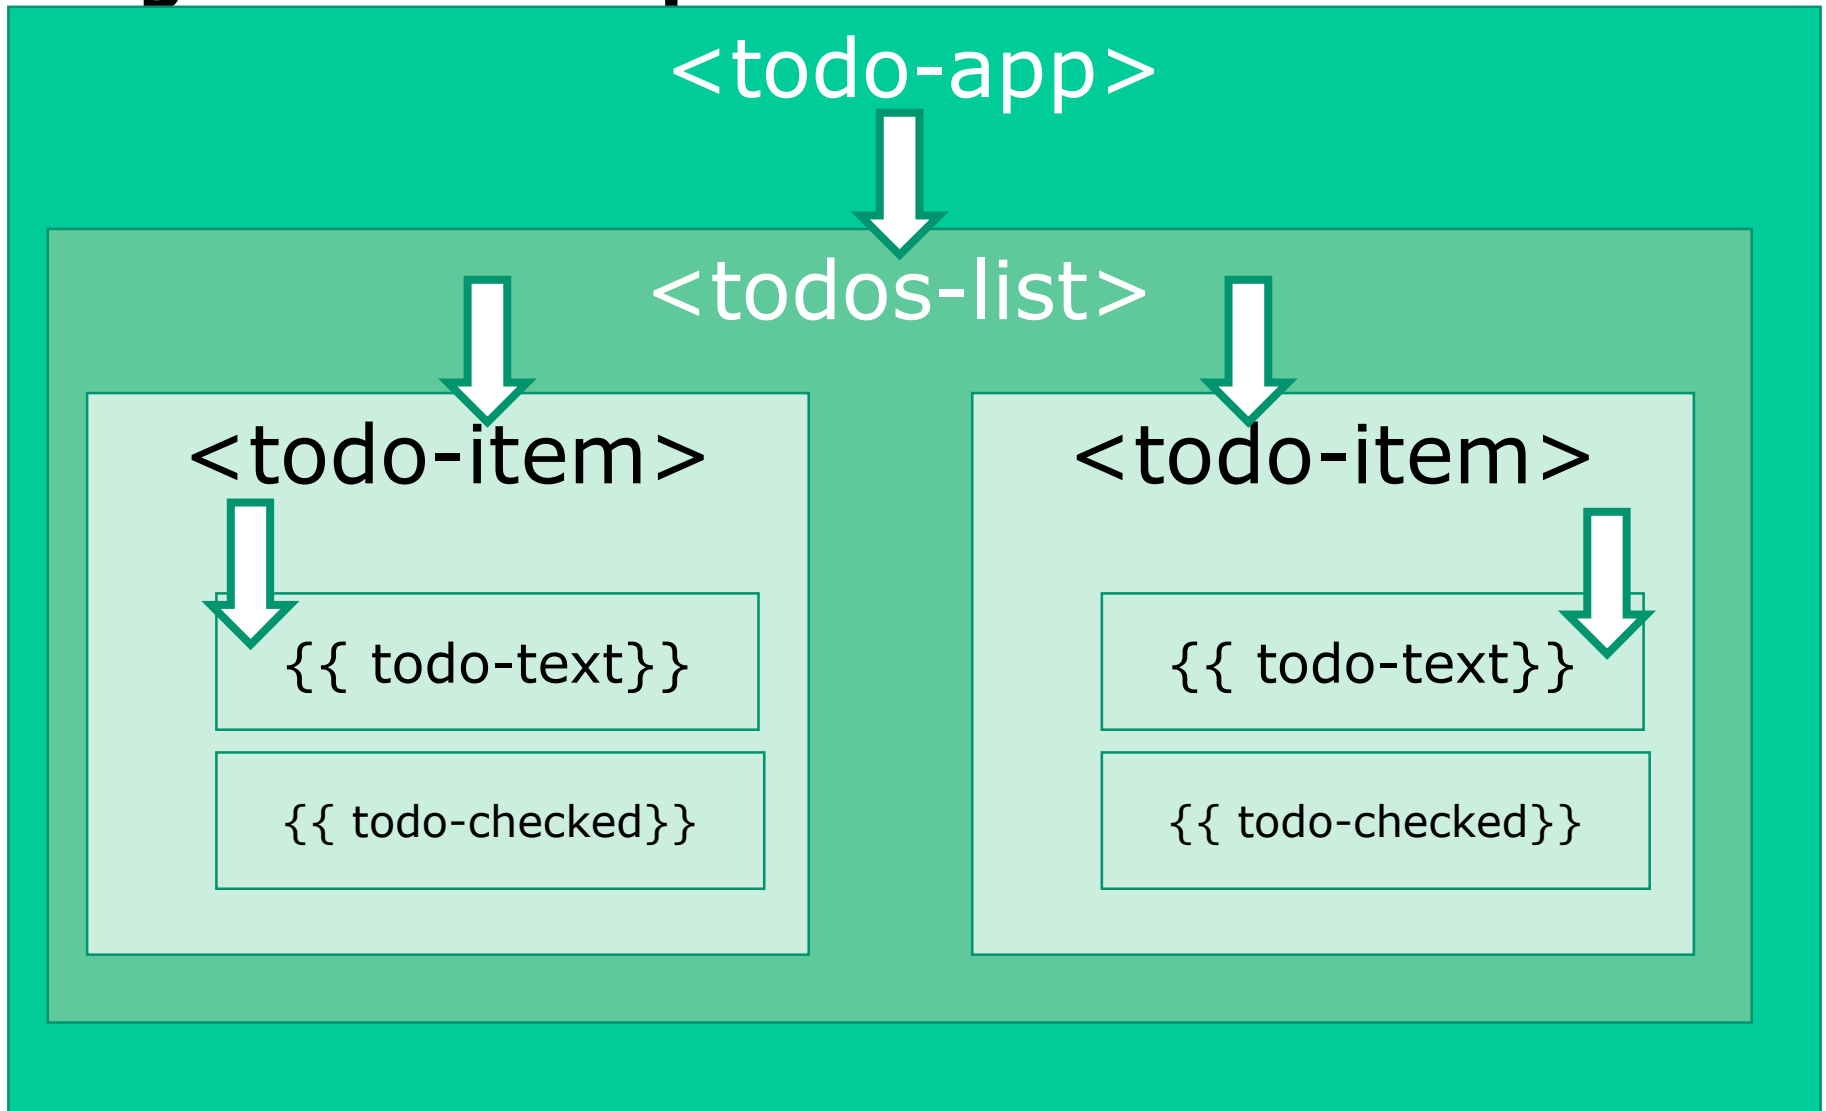 <todo-app>
<todos-list>
<todo-item>
<todo-item>
{{ todo-text}}
{{ todo-text}}
{{ todo-checked}}
{{ todo-checked}}